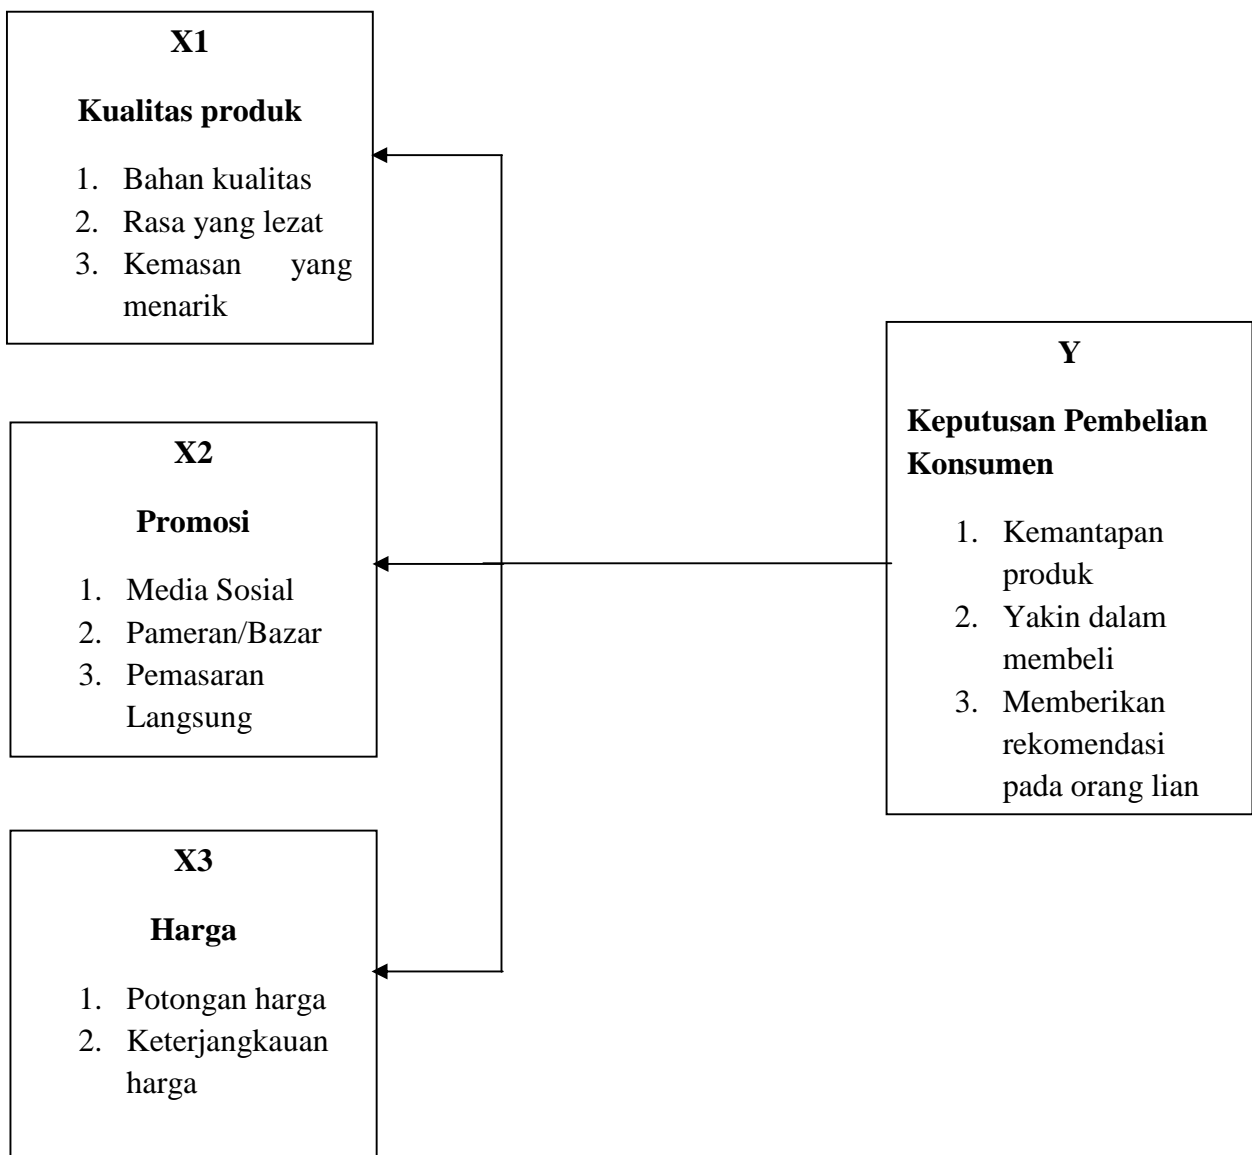 X1
Kualitas produk
1. Bahan kualitas
2. Rasa yang lezat
3. Kemasan yang
menarik
X2
Promosi
1. Media Sosial
2. Pameran/Bazar
3. Pemasaran
Langsung
X3
Harga
1. Potongan harga
2. Keterjangkauan
harga
Y
Keputusan Pembelian
Konsumen
1. Kemantapan
produk
2. Yakin dalam
membeli
3. Memberikan
rekomendasi
pada orang lian